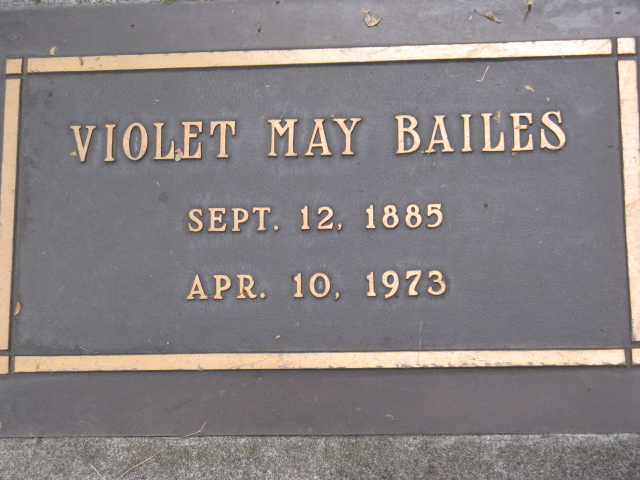 VIOLET MAY BAILES
SEPT. 12, 1885
APR. 10, 1973